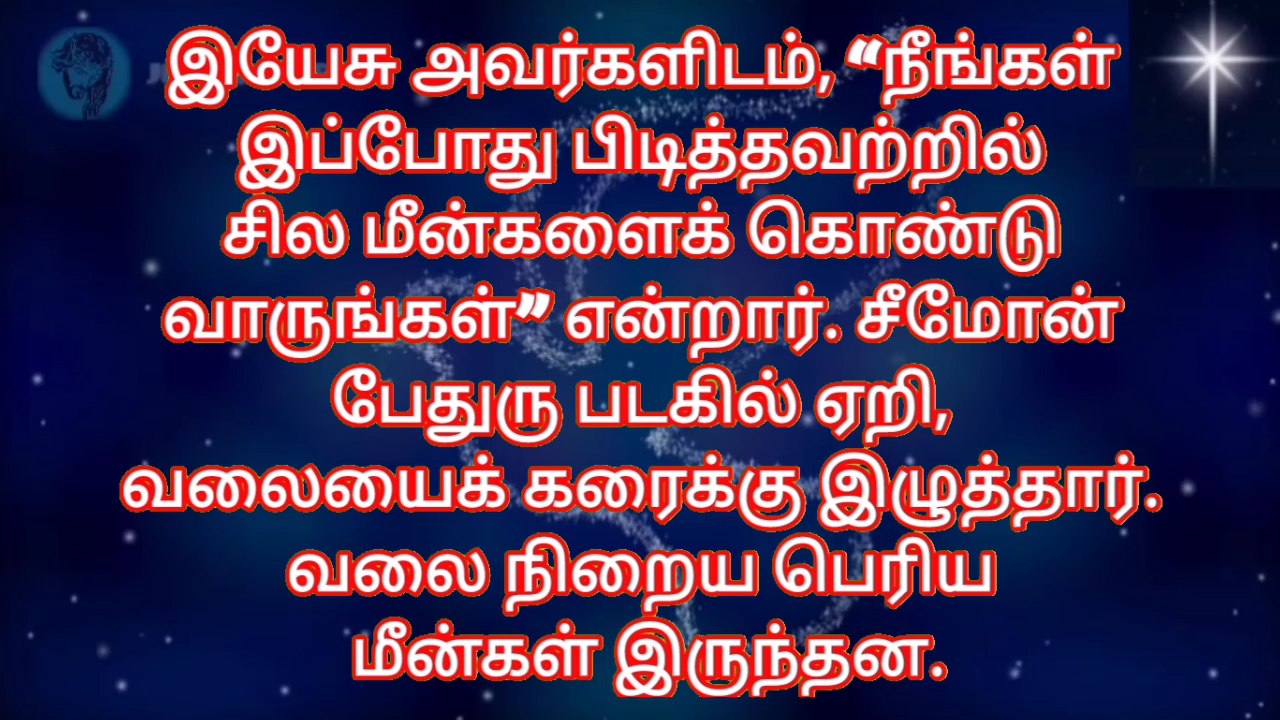 இயேசு அவர்களிடம், “நீங்கள்
இப்போது பிடித்தவற்றில்
சில மீன்களைக் கொண்டு
வாருங்கள்” என்றார். சீமோன்
பேதுரு படகில் ஏறி,
வலையைக் கரைக்கு இழுத்தார்.
வலை நிறைய பெரிய
மீன்கள் இருந்தன.